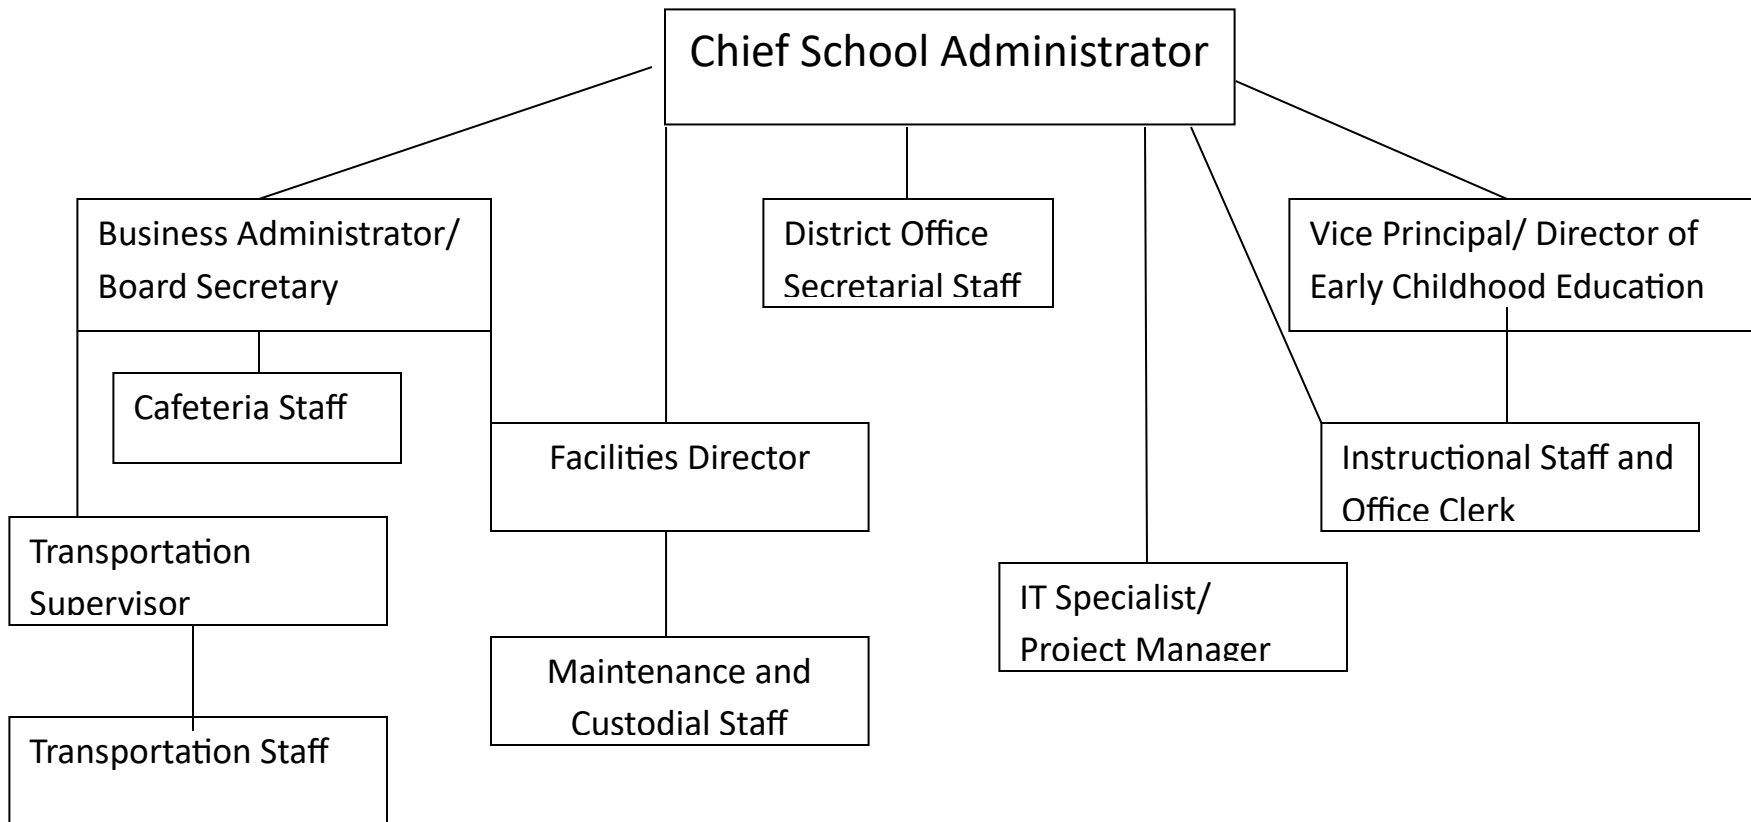 Chief School Administrator
Business Administrator/
Board Secretary
District Office
Secretarial Staff
Vice Principal/ Director of
Early Childhood Education
Cafeteria Staff
Facilities Director
Instructional Staff and
Office Clerk
Transportation
Supervisor
IT Specialist/
Project Manager
Maintenance and
Custodial Staff
Transportation Staff